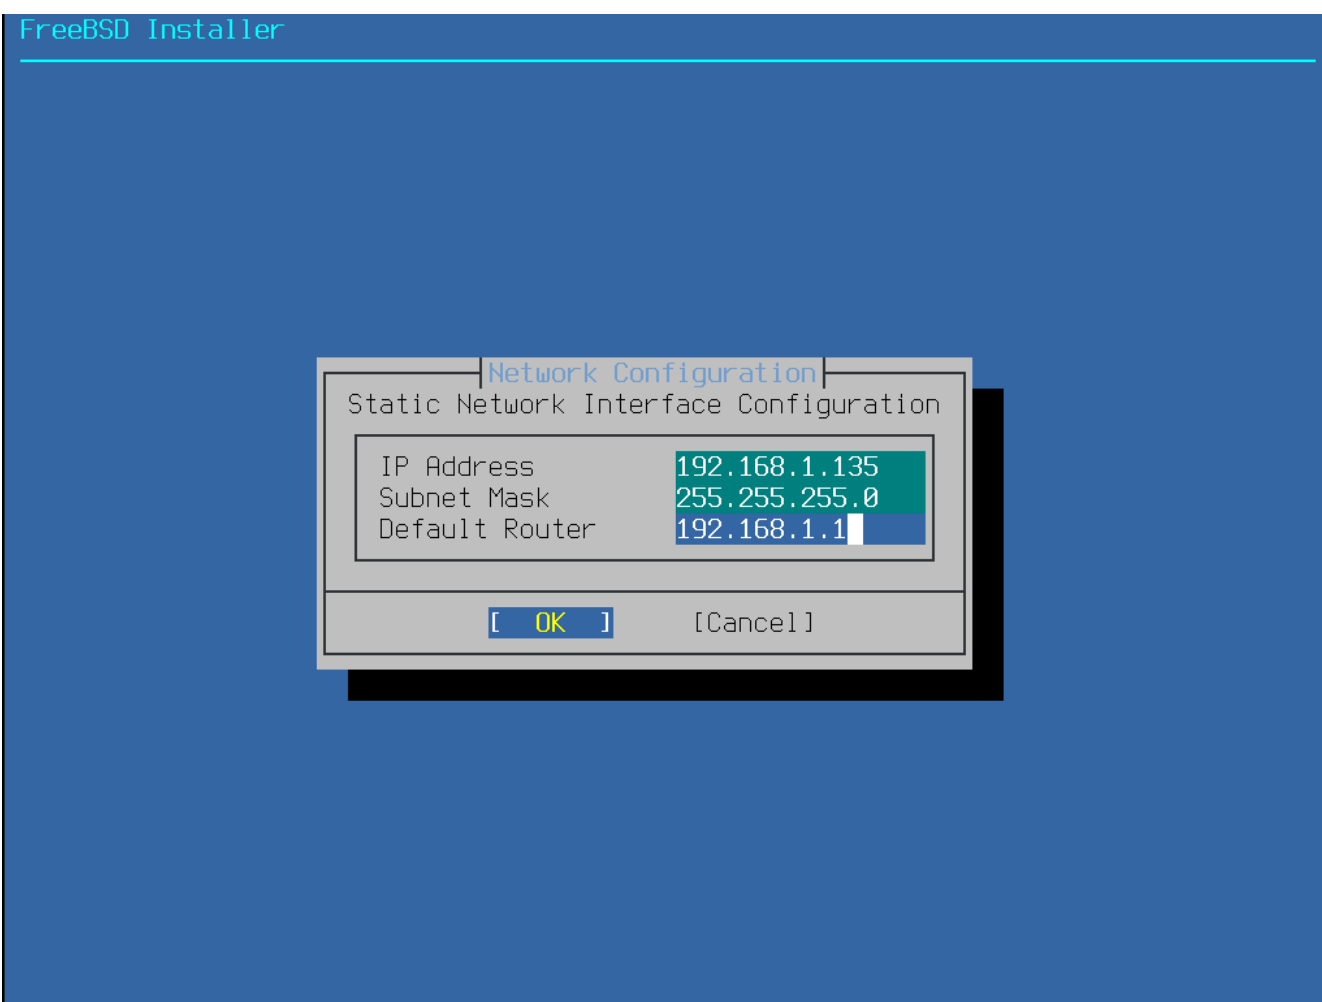 FreeBSD Installer
Network Configuration
Static Network Interface Configuration
IP Address 192.168.1.135
Subnet Mask 255.255.255.0
Default Router 192.168.1.1
[ OK ] [Cancel]